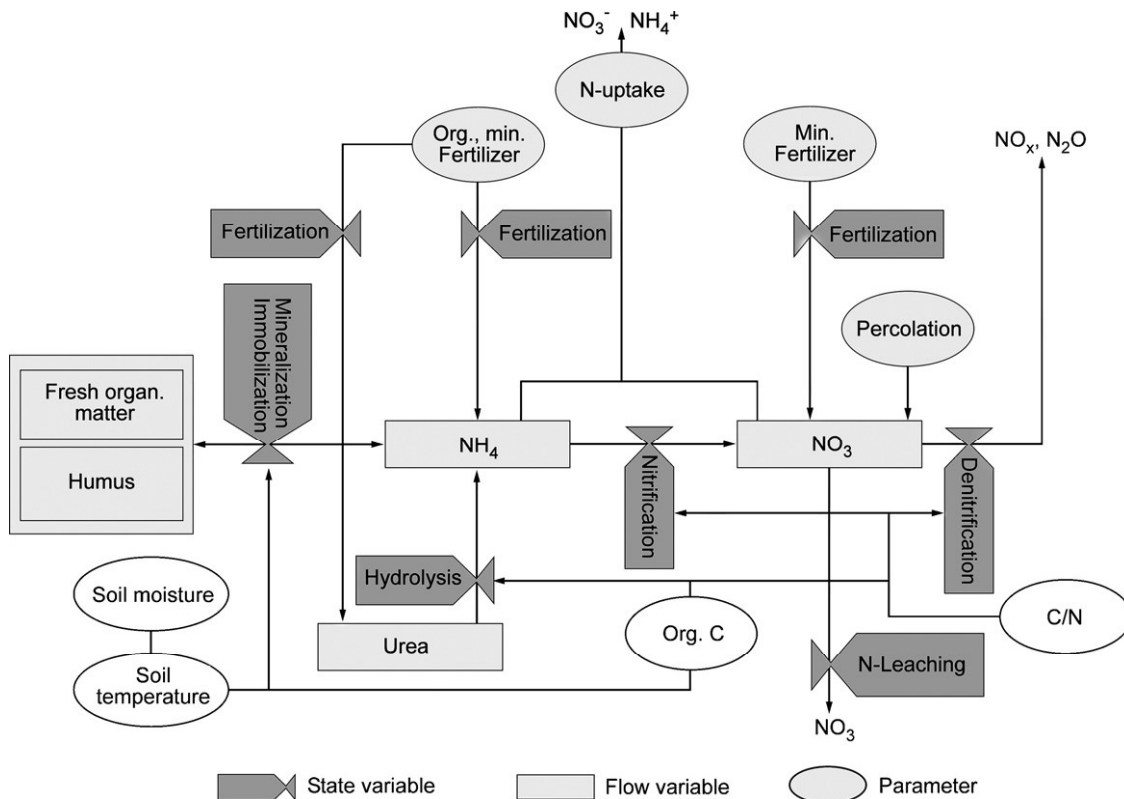 NO₃⁻ NH₄⁺
N-uptake
Org., min.
Fertilizer
Min.
Fertilizer
NOₓ, N₂O
Fertilization
Fertilization
Fertilization
Mineralization
Immobilization
Percolation
Fresh organ.
matter
Humus
NH₄
NO₃
Nitrification
Denitrification
Hydrolysis
Soil moisture
Urea
Org. C
C/N
Soil
temperature
N-Leaching
NO₃
State variable
Flow variable
Parameter